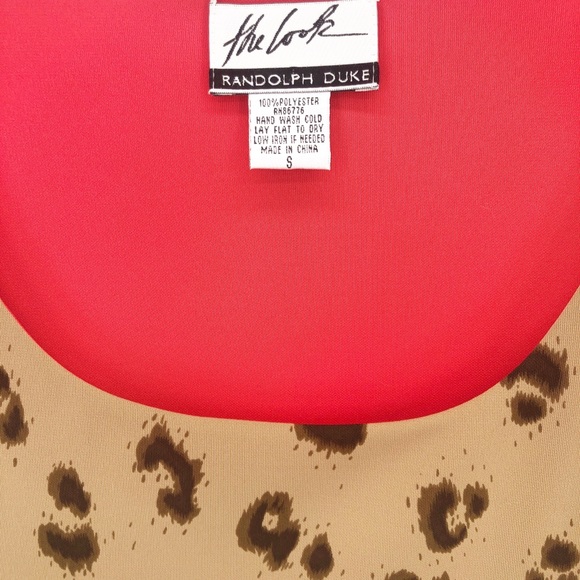 the look
RANDOLPH DUKE
100%POLYESTER
RN86776
HAND WASH COLD
LAY FLAT TO DRY
LOW IRON IF NEEDED
MADE IN CHINA
S